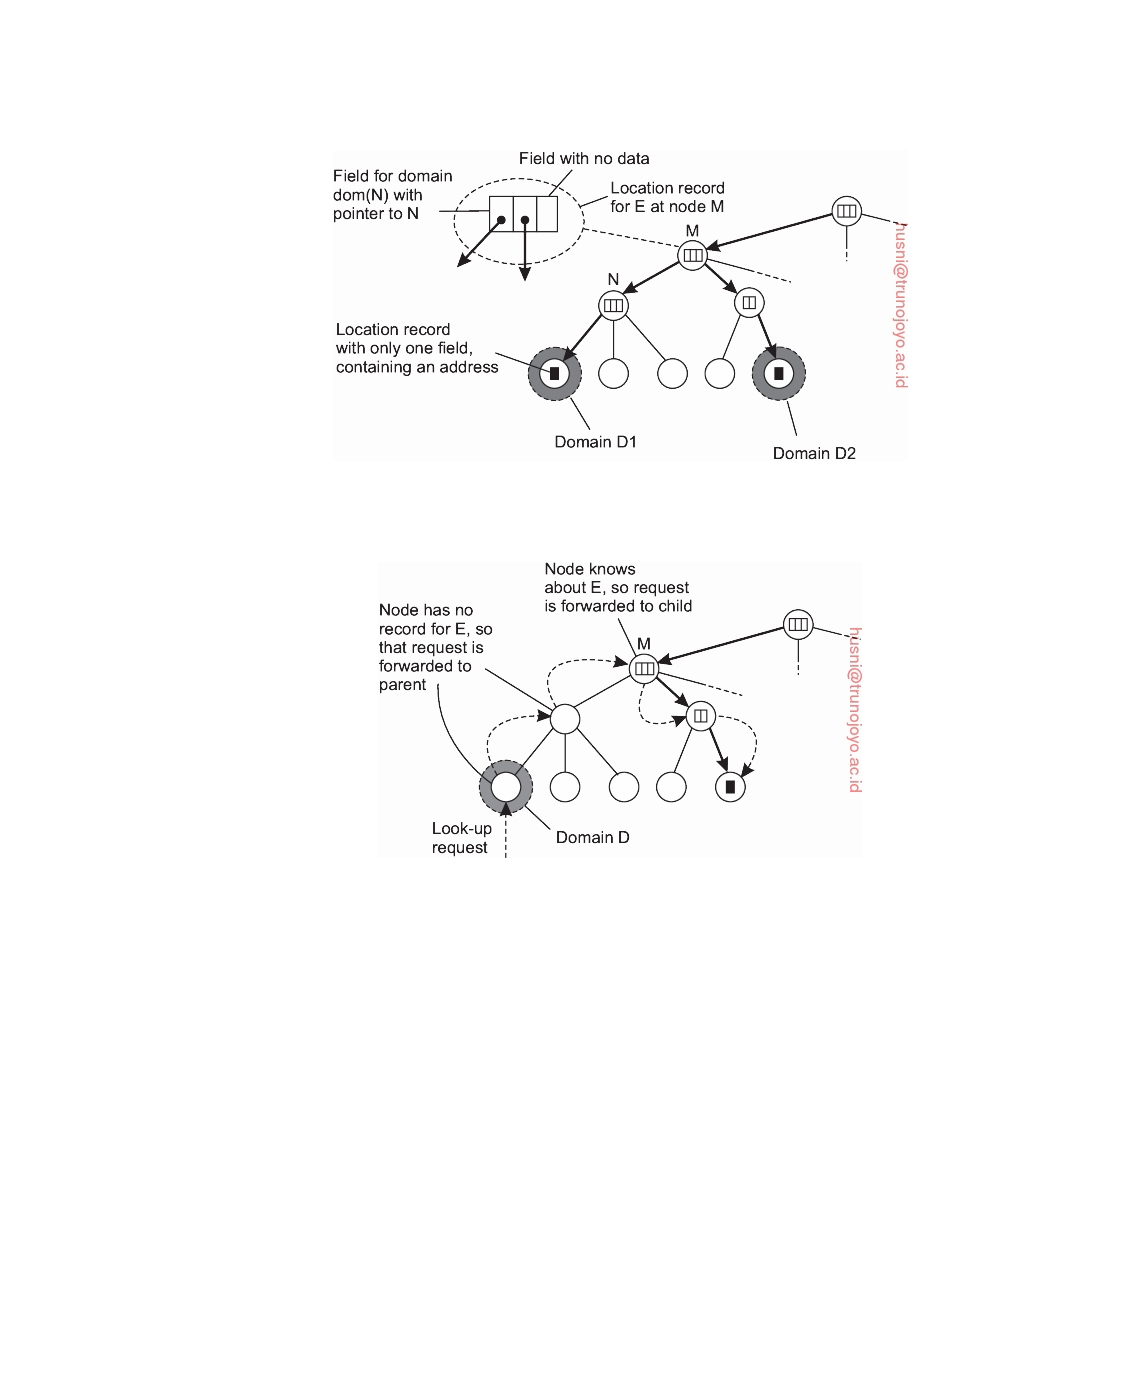 Field with no data
Field for domain
dom(N) with
pointer to N
Location record
for E at node M
M
N
Location record
with only one field,
containing an address
Domain D1
Domain D2
husni@trunojoyo.ac.id
Node knows
about E, so request
is forwarded to child
Node has no
record for E, so
that request is
forwarded to
parent
M
Look-up
request
Domain D
husni@trunojoyo.ac.id